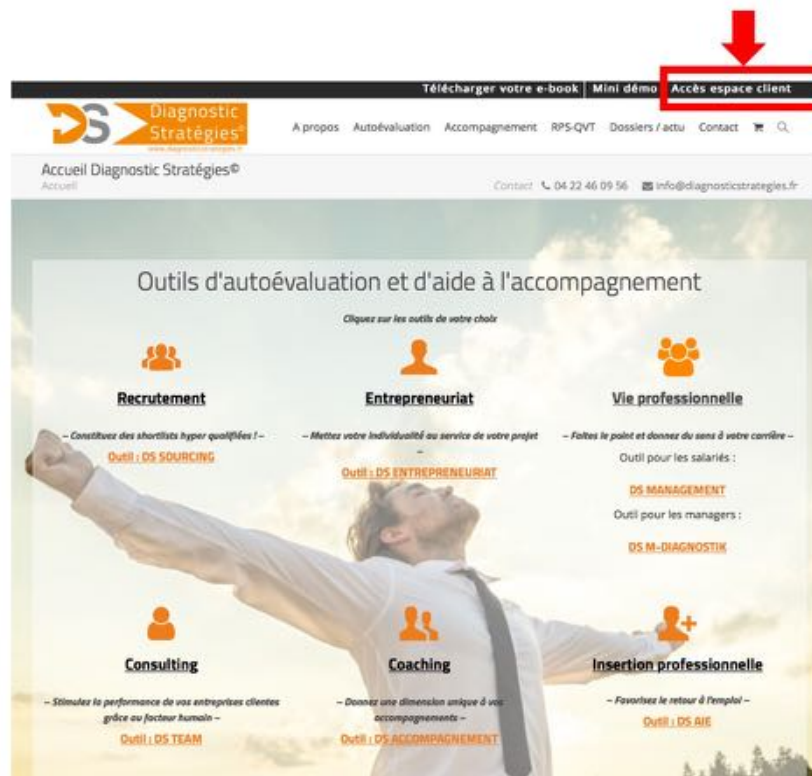 Télécharger votre e-book Mini démo Accès espace client
DS Diagnostic
Stratégies®
www.diagnosticstrategies.fr
A propos Autoévaluation Accompagnement RPS-QVT Dossiers / actu Contact
Accueil Diagnostic Stratégies©
Accueil
Contact 04 22 46 09 56 info@diagnosticstrategies.fr
Outils d'autoévaluation et d'aide à l'accompagnement
Cliquez sur les outils de votre choix
Recrutement
– Constituez des shortlists hyper qualifiées ! –
Outil : DS SOURCING
Entrepreneuriat
– Mettez votre individualité au service de votre projet
–
Outil : DS ENTREPRENEURIAT
Vie professionnelle
– Faites le point et donnez du sens à votre carrière –
Outil pour les salariés :
DS MANAGEMENT
Outil pour les managers :
DS M-DIAGNOSTIK
Consulting
– Stimulez la performance de vos entreprises clientes
grâce au facteur humain –
Outil : DS TEAM
Coaching
– Donnez une dimension unique à vos
accompagnements –
Outil : DS ACCOMPAGNEMENT
Insertion professionnelle
– Favorisez le retour à l'emploi –
Outil : DS AIE